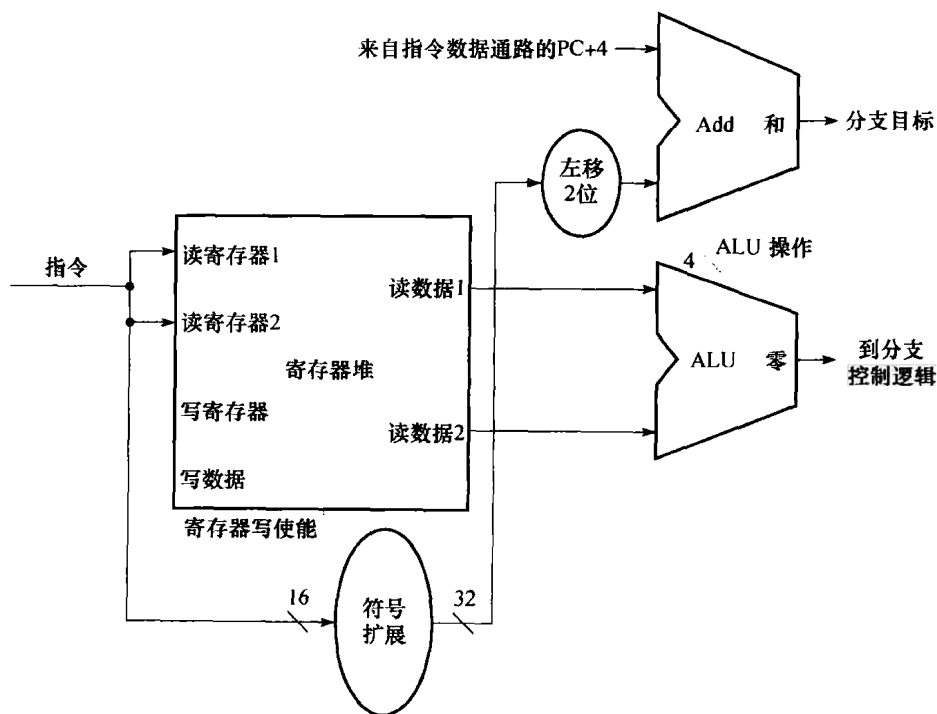 来自指令数据通路的PC+4
Add 和
分支目标
左移
2位
ALU 操作
4
指令
读寄存器1
读数据1
读寄存器2
寄存器堆
ALU 零
到分支
控制逻辑
写寄存器
读数据2
写数据
寄存器写使能
16
符号
扩展
32